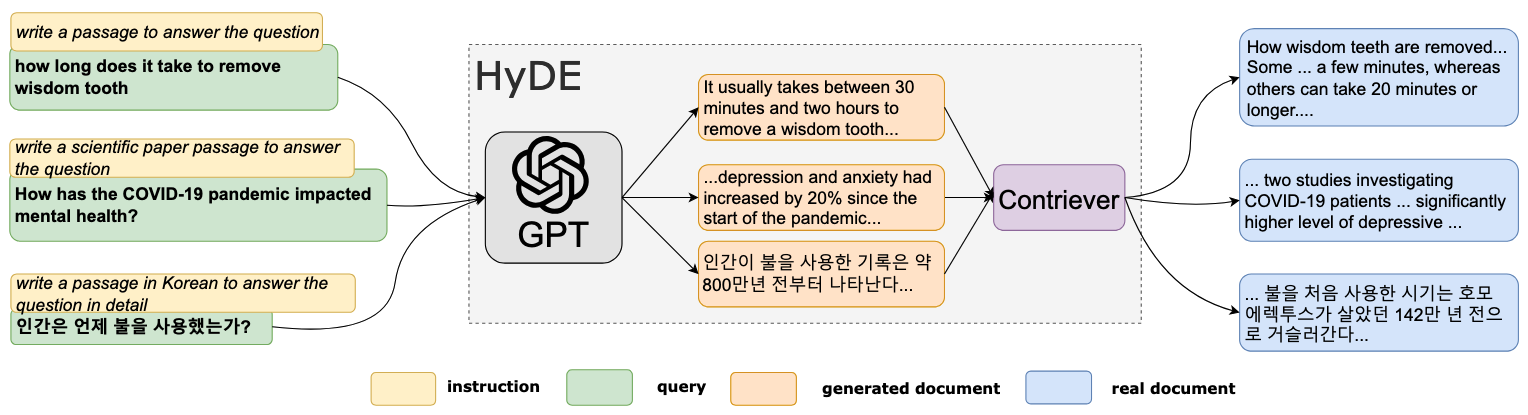 write a passage to answer the question
how long does it take to remove
wisdom tooth
write a scientific paper passage to answer
the question
How has the COVID-19 pandemic impacted
mental health?
write a passage in Korean to answer the
question in detail
인간은 언제 불을 사용했는가?
HyDE
GPT
It usually takes between 30
minutes and two hours to
remove a wisdom tooth...
...depression and anxiety had
increased by 20% since the
start of the pandemic...
인간이 불을 사용한 기록은 약
800만년 전부터 나타난다...
Contriever
How wisdom teeth are removed...
Some ... a few minutes, whereas
others can take 20 minutes or
longer....
... two studies investigating
COVID-19 patients ... significantly
higher level of depressive ...
... 불을 처음 사용한 시기는 호모
에렉투스가 살았던 142만 년 전으
로 거슬러간다...
instruction
query
generated document
real document